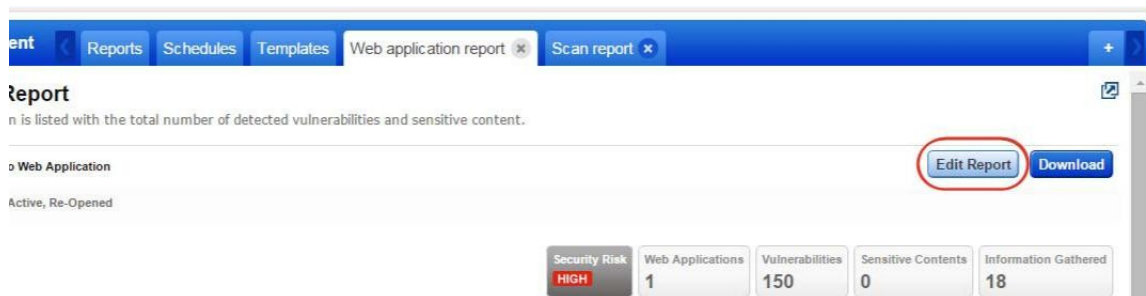 ent Reports Schedules Templates Web application report × Scan report × +
Report
n is listed with the total number of detected vulnerabilities and sensitive content.
o Web Application Edit Report Download
Active, Re-Opened
Security Risk Web Applications Vulnerabilities Sensitive Contents Information Gathered
HIGH 1 150 0 18